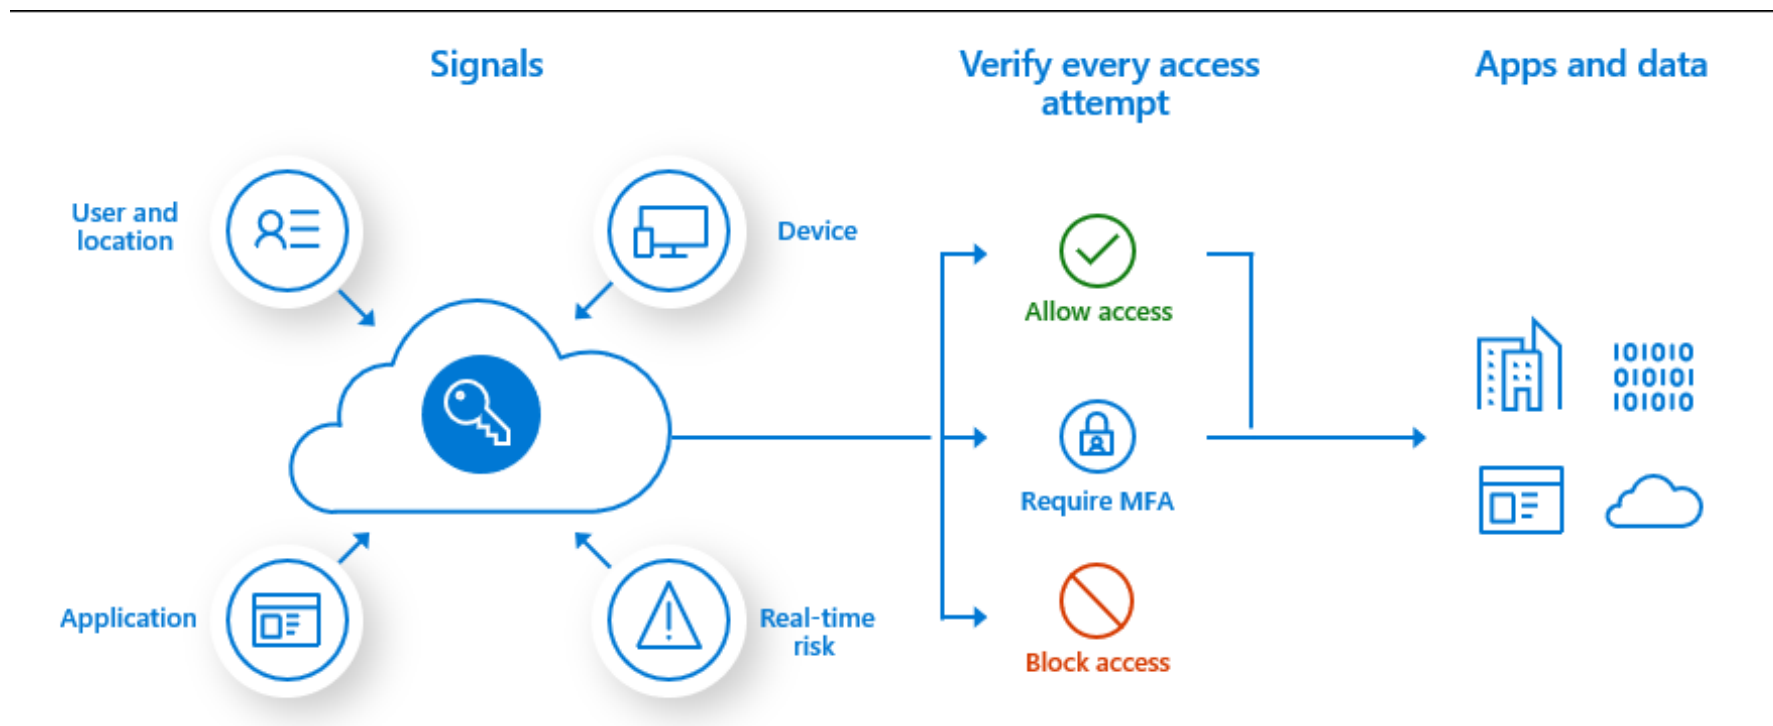 Signals
Verify every access
attempt
Apps and data
User and
location
Device
Application
Real-time
risk
Allow access
Require MFA
Block access
101010
010101
101010